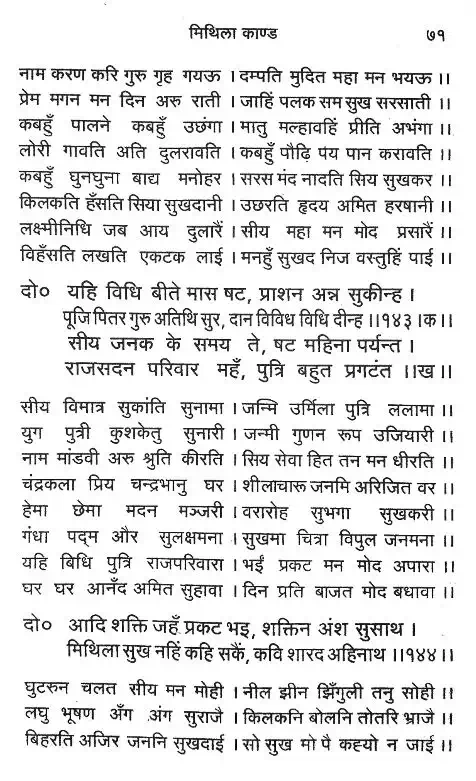 मिथिला काण्ड ७१
नाम करण करि गुरु गृह गयऊ । दम्पति मुदित महा मन भयऊ ।।
प्रेम मगन मन दिन अरु राती । जाहिं पलक सम सुख सरसाती ।।
कबहुँ पालने कबहुँ उछंगा । मातु मल्हावहिं प्रीति अभंगा ।।
लोरी गावति अति दुलरावति । कबहुँ पौढ़ि पय पान करावति ।।
कबहुँ घुनघुना बाद्य मनोहर । सरस मंद नादति सिय सुखकर ।।
किलकति हँसति सिया सुखदानी । उछरति हृदय अमित हरषानी ।।
लक्ष्मीनिधि जब आय दुलारैं । सीय महा मन मोद प्रसारैं ।।
विहँसति लखति एकटक लाई । मनहुँ सुखद निज वस्तुहिं पाई ।।
दो० यहि विधि बीते मास षट, प्राशन अन्न सुकीन्ह ।
पूजि पितर गुरु अतिथि सुर, दान विविध विधि दीन्ह ।।१४३ ।क।।
सीय जनक के समय ते, षट महिना पर्यन्त ।
राजसदन परिवार महँ, पुत्रि बहुत प्रगटंत ।।ख।।
सीय विमात्र सुकांति सुनामा । जन्मि उर्मिला पुत्रि ललामा ।।
युग पुत्री कुशकेतु सुनारी । जन्मी गुणन रूप उजियारी ।।
नाम मांडवी अरु श्रुति कीरति । सिय सेवा हित तन मन धीरति ।।
चंद्रकला प्रिय चन्द्रभानु घर । शीलाचारू जनमि अरिजित वर ।।
हेमा छेमा मदन मञ्जरी । वरारोह सुभगा सुखकरी ।।
गंधा पद्म और सुलक्षमना । सुखमा चित्रा विपुल जनमना ।।
यहि बिधि पुत्रि राजपरिवारा । भईं प्रकट मन मोद अपारा ।।
घर घर आनँद अमित सुहावा । दिन प्रति बाजत मोद बधावा ।।
दो० आदि शक्ति जहँ प्रकट भइ, शक्तिन अंश सुसाथ ।
मिथिला सुख नहिं कहि सकैं, कवि शारद अहिनाथ ।।१४४।।
घुटरुन चलत सीय मन मोही । नील झीन झिँगुली तनु सोही ।।
लघु भूषण अँग अंग सुराजै । किलकनि बोलनि तोतरि भ्राजै ।।
बिहरति अजिर जननि सुखदाई । सो सुख मो पै कह्यो न जाई ।।